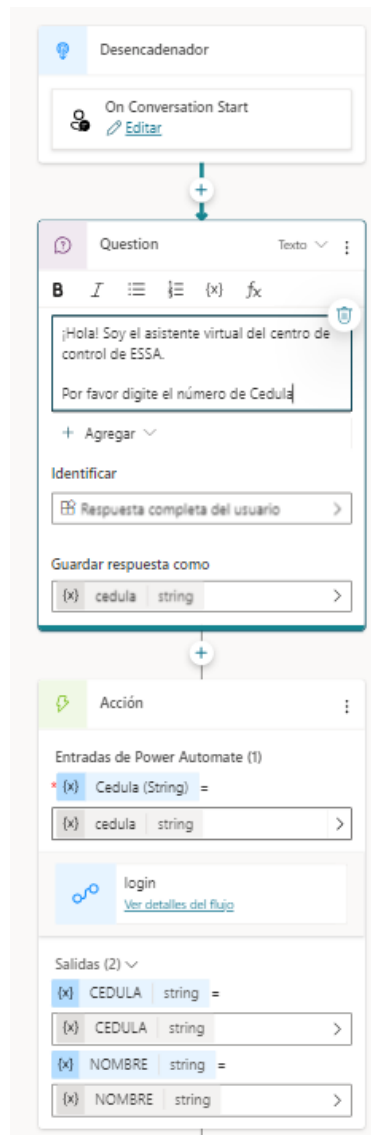 Desencadenador
On Conversation Start
Editar
Question
Texto
B I {x} fx
¡Hola! Soy el asistente virtual del centro de
control de ESSA.
Por favor digite el número de Cedula
+ Agregar
Identificar
Respuesta completa del usuario
Guardar respuesta como
{x} cedula string
Acción
Entradas de Power Automate (1)
* {x} Cedula (String) =
{x} cedula string
login
Ver detalles del flujo
Salidas (2)
{x} CEDULA string =
{x} CEDULA string
{x} NOMBRE string =
{x} NOMBRE string